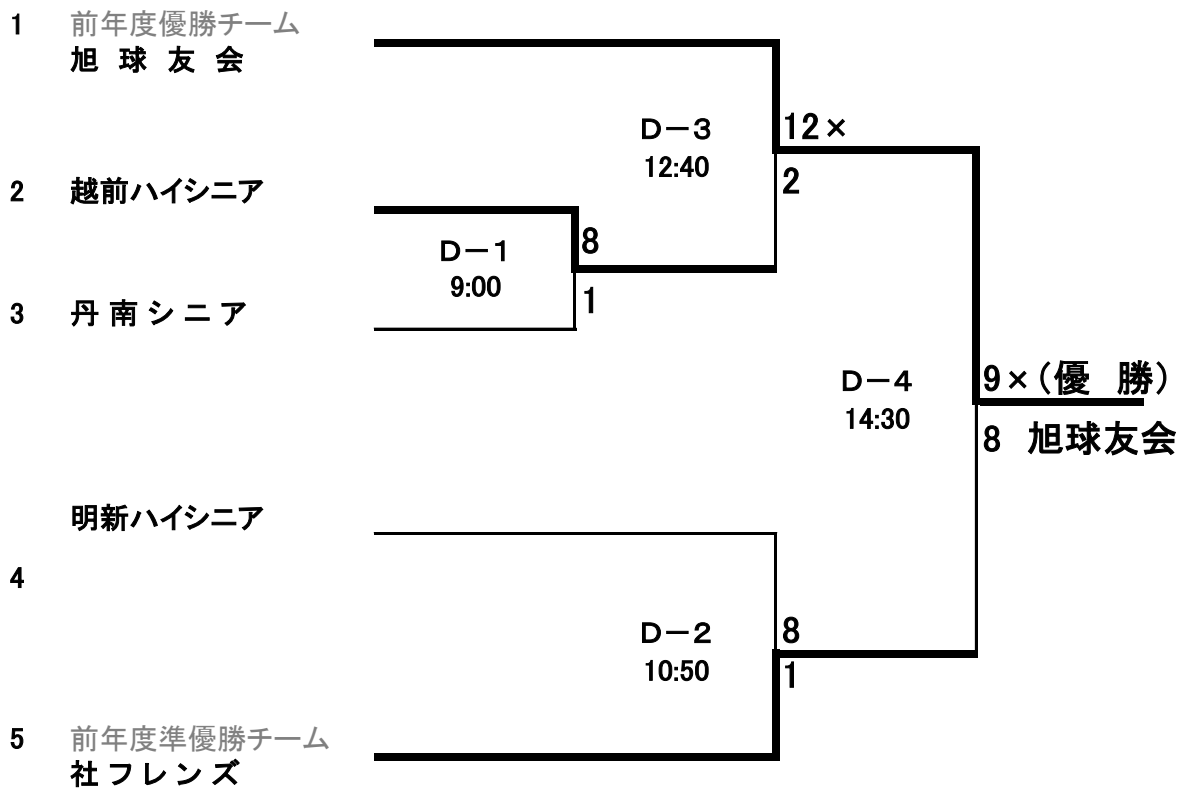 1 前年度優勝チーム
旭 球 友 会
D－3
12:40
12×
2
2 越前ハイシニア
D－1
9:00
8
1
3 丹 南 シ ニ ア
D－4
14:30
9×（優 勝）
8 旭球友会
明新ハイシニア
4
D－2
10:50
8
1
5 前年度準優勝チーム
社 フ レ ン ズ